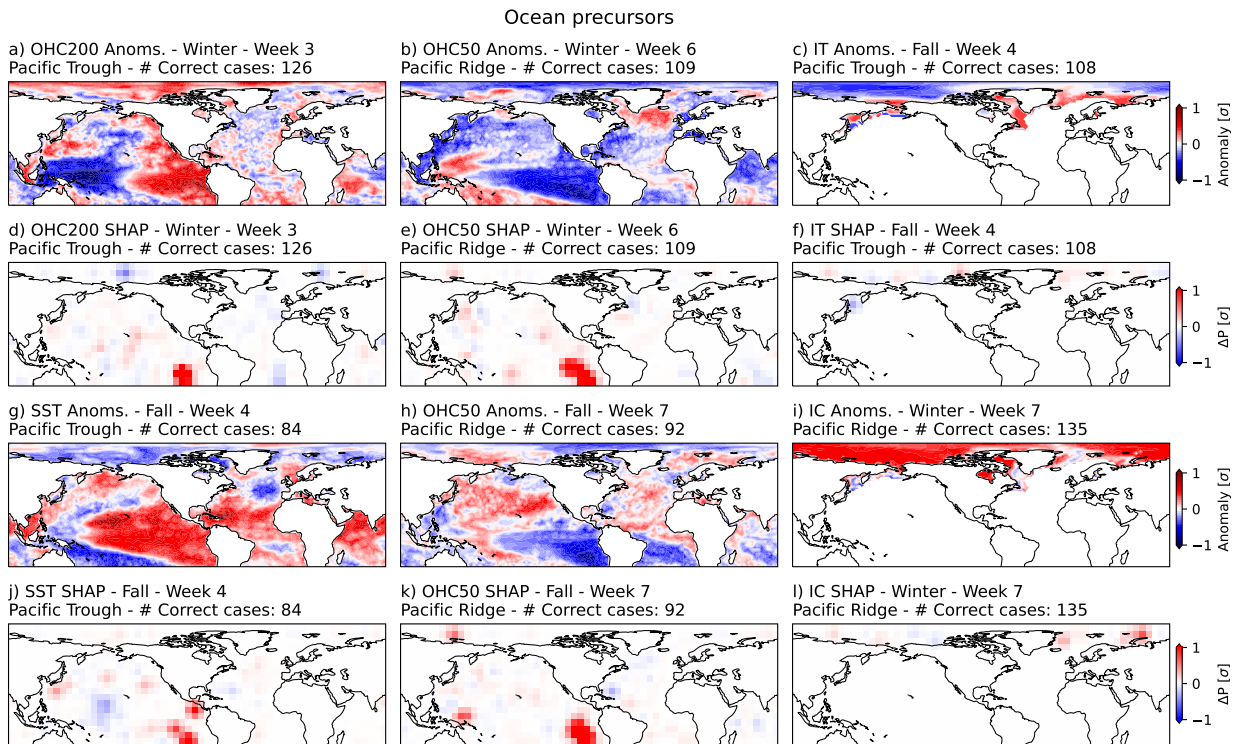 Ocean precursors
a) OHC200 Anoms. - Winter - Week 3
Pacific Trough - # Correct cases: 126
b) OHC50 Anoms. - Winter - Week 6
Pacific Ridge - # Correct cases: 109
c) IT Anoms. - Fall - Week 4
Pacific Trough - # Correct cases: 108
1
0
−1
Anomaly [σ]
d) OHC200 SHAP - Winter - Week 3
Pacific Trough - # Correct cases: 126
e) OHC50 SHAP - Winter - Week 6
Pacific Ridge - # Correct cases: 109
f) IT SHAP - Fall - Week 4
Pacific Trough - # Correct cases: 108
1
0
−1
ΔP [σ]
g) SST Anoms. - Fall - Week 4
Pacific Trough - # Correct cases: 84
h) OHC50 Anoms. - Fall - Week 7
Pacific Ridge - # Correct cases: 92
i) IC Anoms. - Winter - Week 7
Pacific Ridge - # Correct cases: 135
1
0
−1
Anomaly [σ]
j) SST SHAP - Fall - Week 4
Pacific Trough - # Correct cases: 84
k) OHC50 SHAP - Fall - Week 7
Pacific Ridge - # Correct cases: 92
l) IC SHAP - Winter - Week 7
Pacific Ridge - # Correct cases: 135
1
0
−1
ΔP [σ]